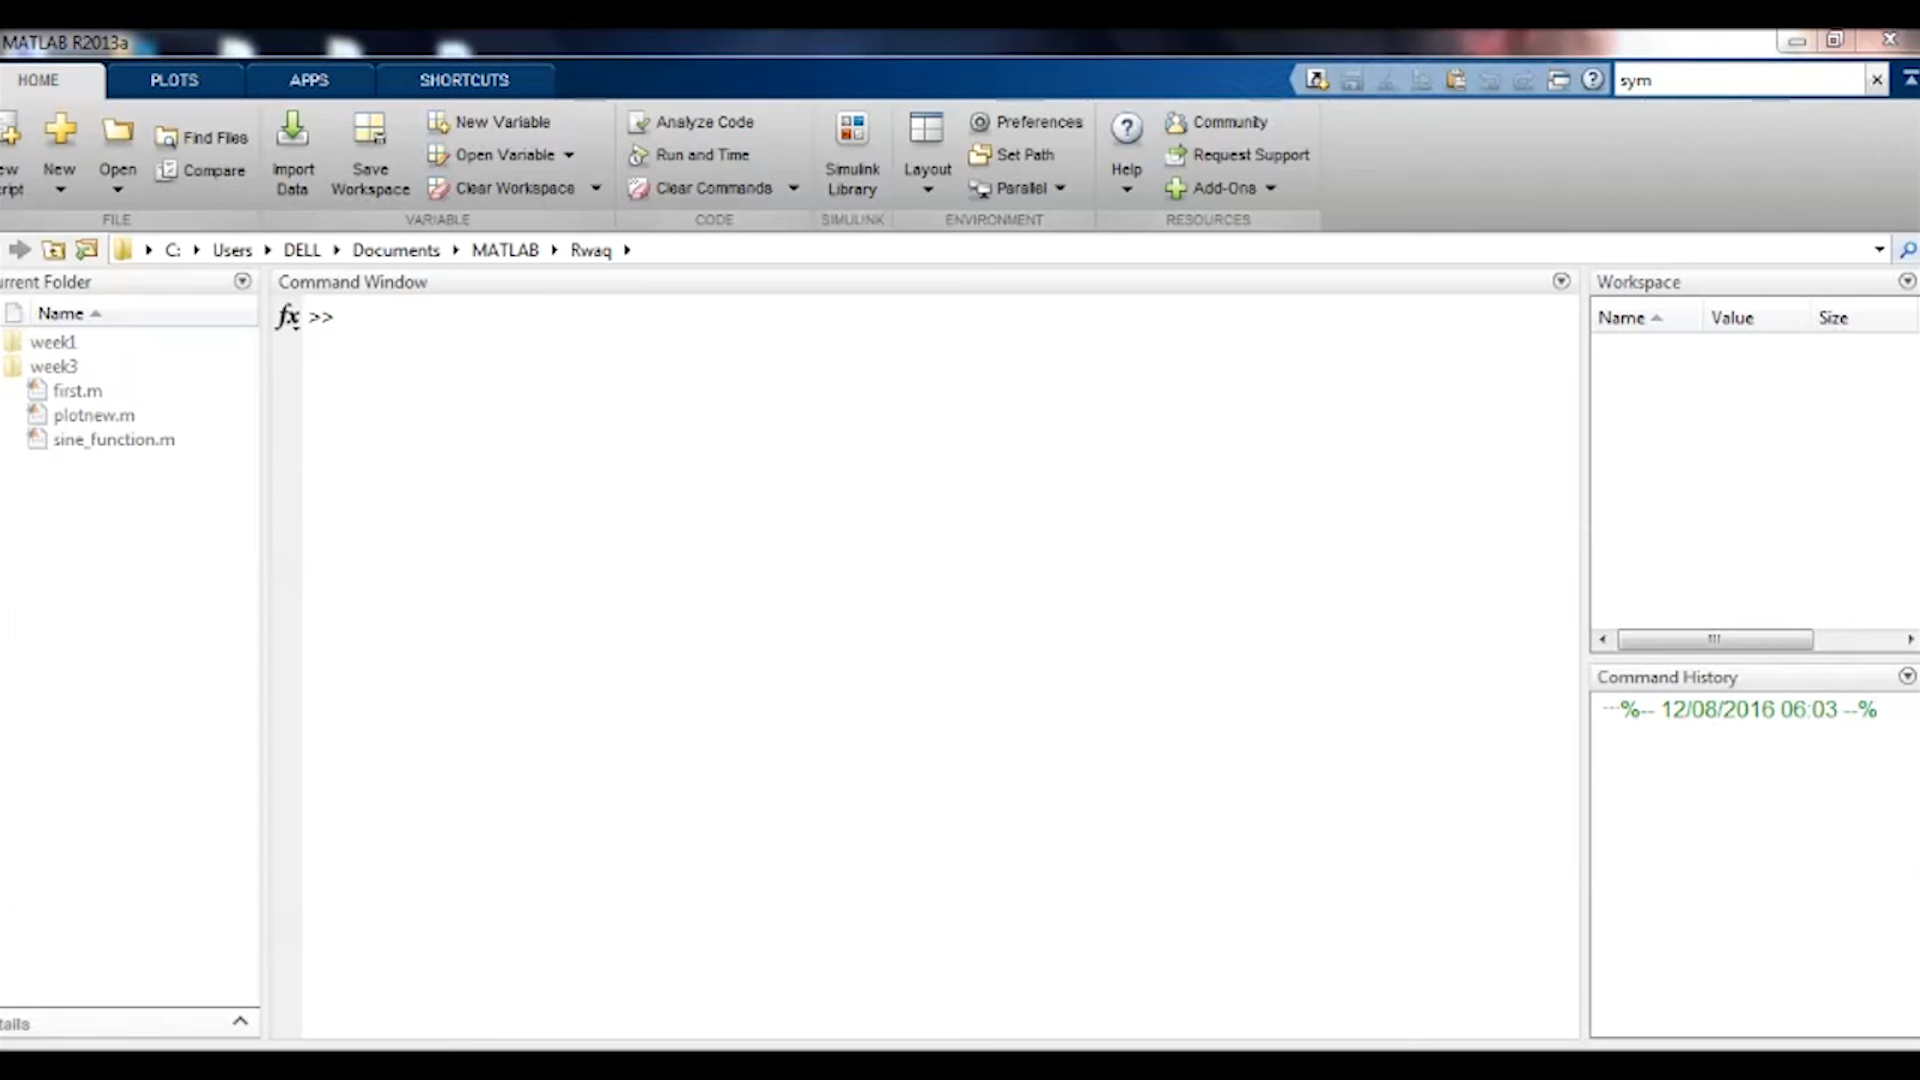 MATLAB R2013a
HOME PLOTS APPS SHORTCUTS sym
New Open Find Files Compare
Import Data Save Workspace New Variable Open Variable Clear Workspace
Analyze Code Run and Time Clear Commands
Simulink Library
Layout Preferences Set Path Parallel
Help Community Request Support Add-Ons
FILE VARIABLE CODE SIMULINK ENVIRONMENT RESOURCES
C: Users DELL Documents MATLAB Rwaq
rrent Folder
Name
week1
week3
first.m
plotnew.m
sine_function.m
tails
Command Window
fx >>
Workspace
Name Value Size
Command History
%-- 12/08/2016 06:03 --%